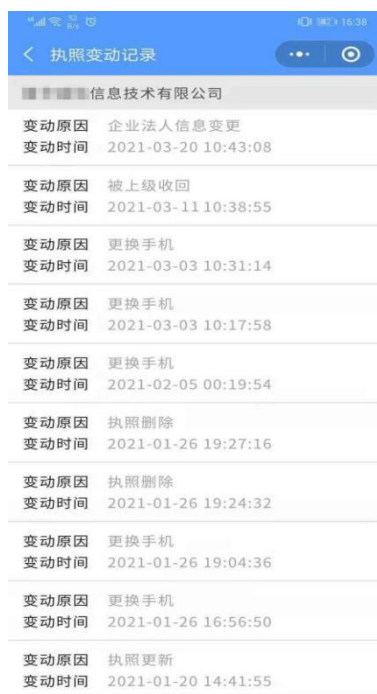 16:38
执照变动记录
信息技术有限公司
变动原因 企业法人信息变更
变动时间 2021-03-20 10:43:08
变动原因 被上级收回
变动时间 2021-03-11 10:38:55
变动原因 更换手机
变动时间 2021-03-03 10:31:14
变动原因 更换手机
变动时间 2021-03-03 10:17:58
变动原因 更换手机
变动时间 2021-02-05 00:19:54
变动原因 执照删除
变动时间 2021-01-26 19:27:16
变动原因 执照删除
变动时间 2021-01-26 19:24:32
变动原因 更换手机
变动时间 2021-01-26 19:04:36
变动原因 更换手机
变动时间 2021-01-26 16:56:50
变动原因 执照更新
变动时间 2021-01-20 14:41:55